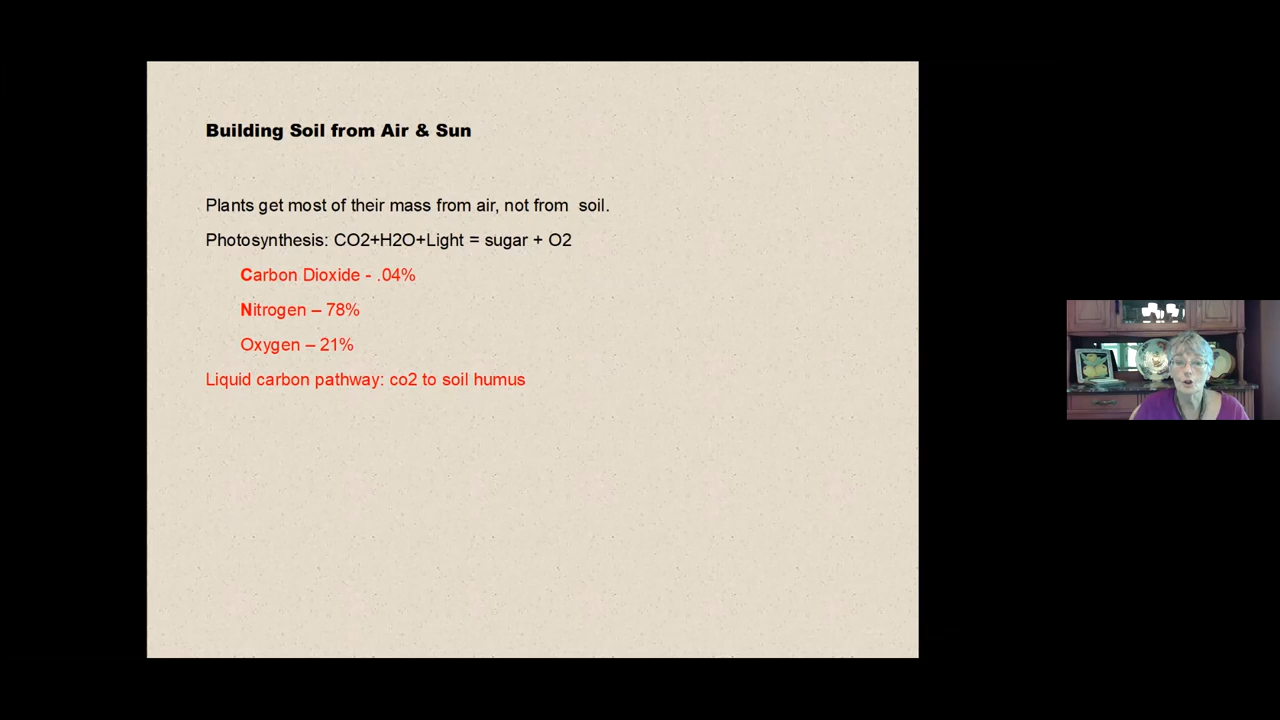 Building Soil from Air & Sun
Plants get most of their mass from air, not from  soil.
Photosynthesis: CO2+H2O+Light = sugar + O2
Carbon Dioxide - .04%
Nitrogen – 78%
Oxygen – 21%
Liquid carbon pathway: co2 to soil humus